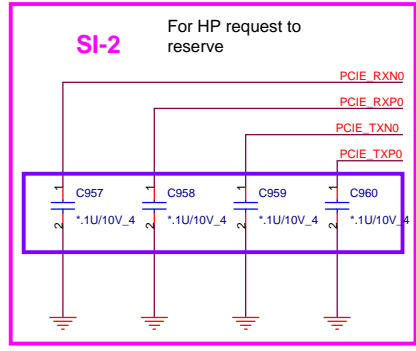 SI-2
For HP request to
reserve
PCIE_RXN0
PCIE_RXP0
PCIE_TXN0
PCIE_TXP0
1 1 1 1
C957 C958 C959 C960
*.1U/10V_4 *.1U/10V_4 *.1U/10V_4 *.1U/10V_4
2 2 2 2